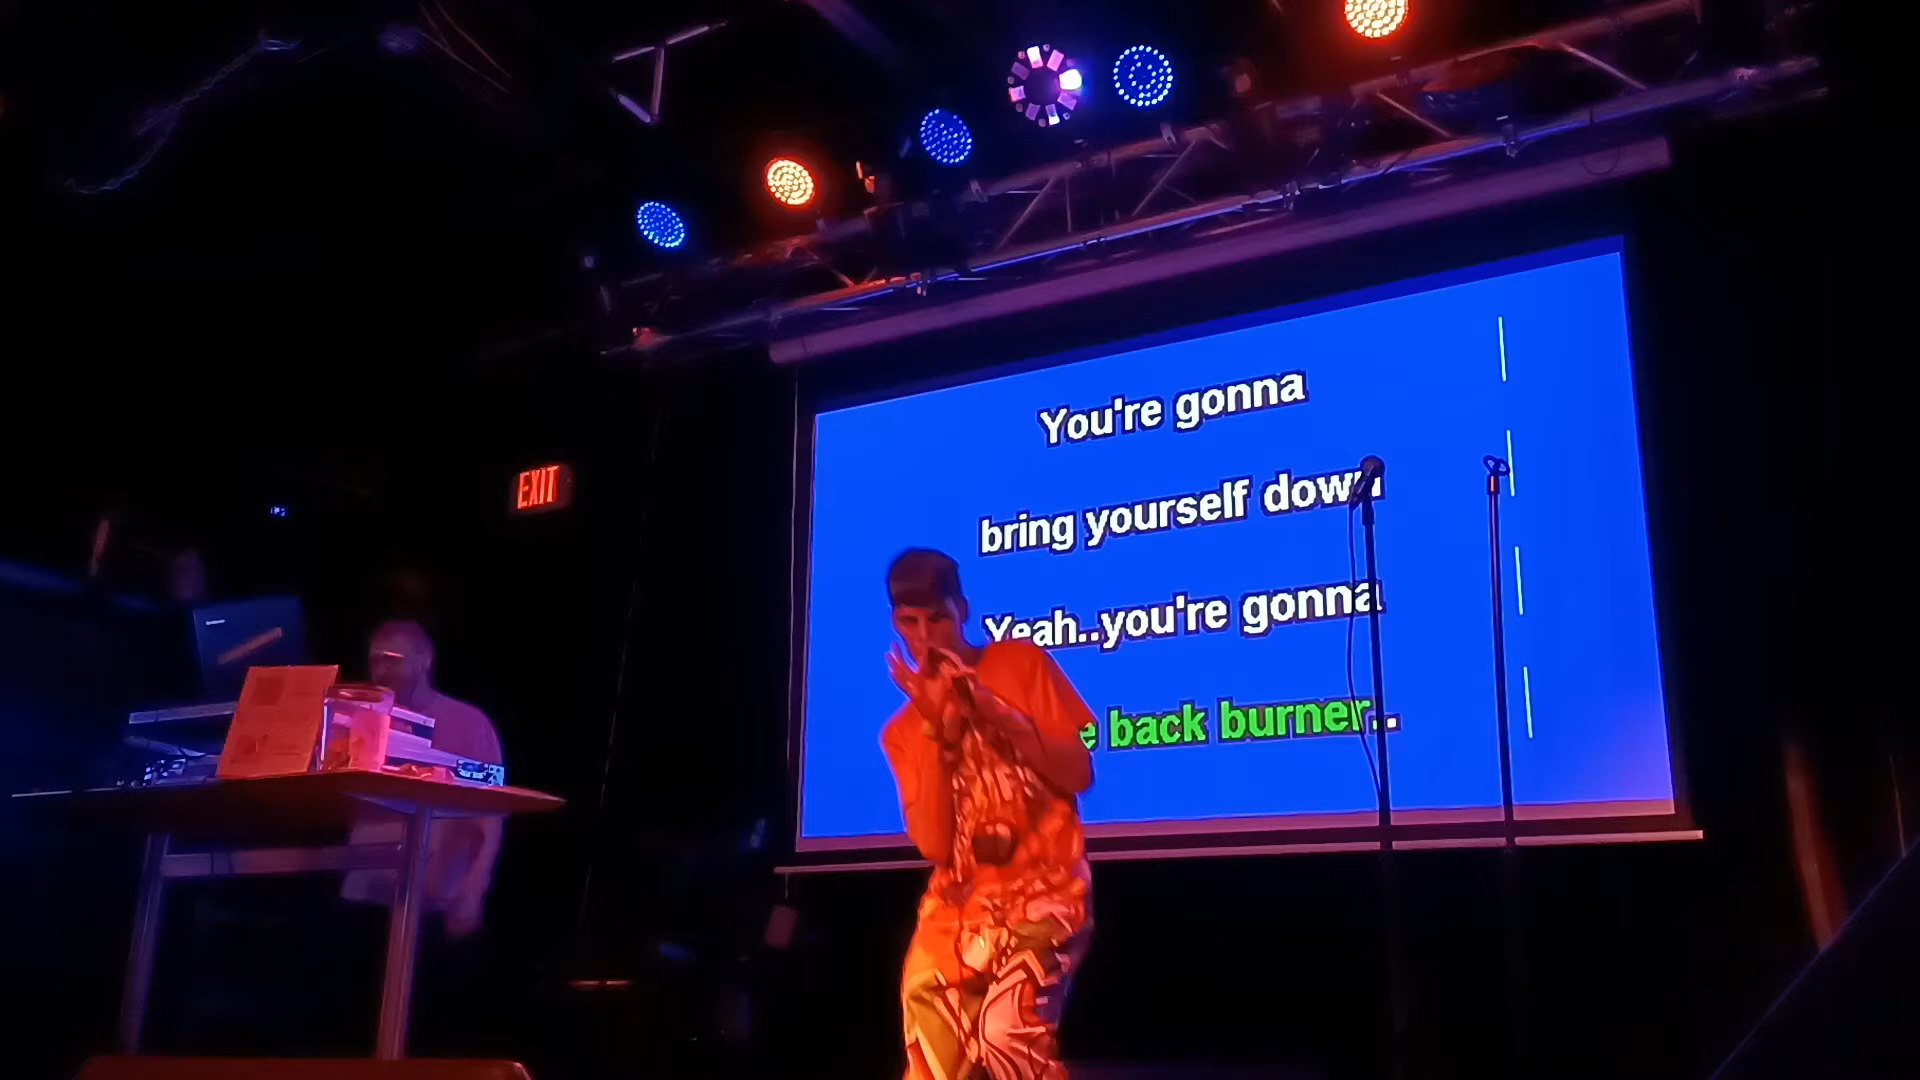 You're gonna
bring yourself down
Yeah..you're gonna
back burner..
EXIT